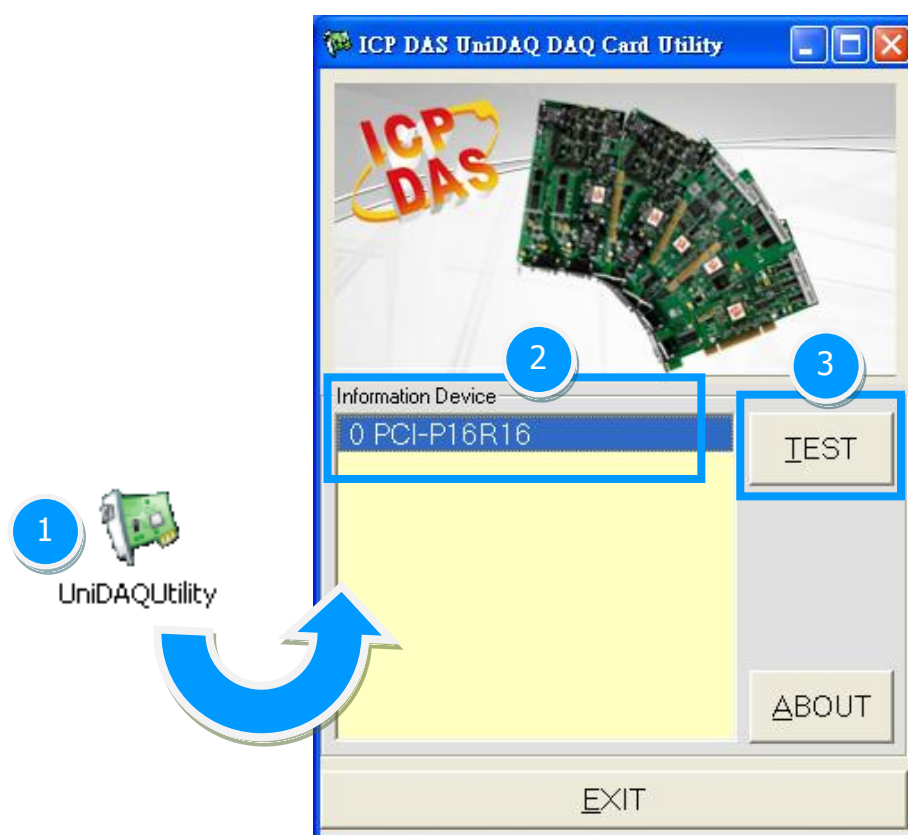 ICP DAS UniDAQ DAQ Card Utility
ICP
DAS
2
3
Information Device
0 PCI-P16R16
TEST
1
UniDAQUtility
ABOUT
EXIT